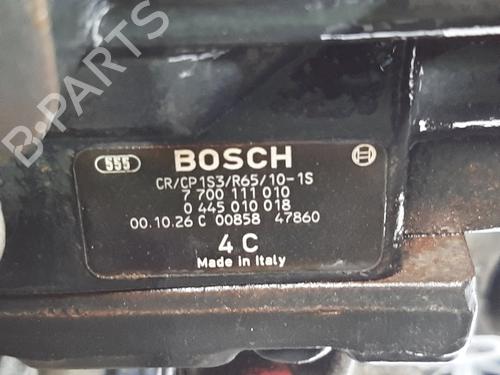 B-PARTS
555 BOSCH
CR/CP1S3/R65/10-1S
7 700 111 010
0 445 010 018
00.10.26 C 00858 47860
4 C
Made in Italy